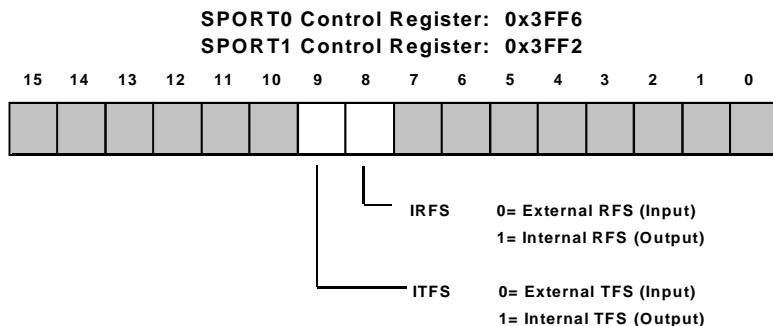 SPORT0 Control Register: 0x3FF6
SPORT1 Control Register: 0x3FF2
15 14 13 12 11 10 9 8 7 6 5 4 3 2 1 0
IRFS 0= External RFS (Input)
1= Internal RFS (Output)
ITFS 0= External TFS (Input)
1= Internal TFS (Output)